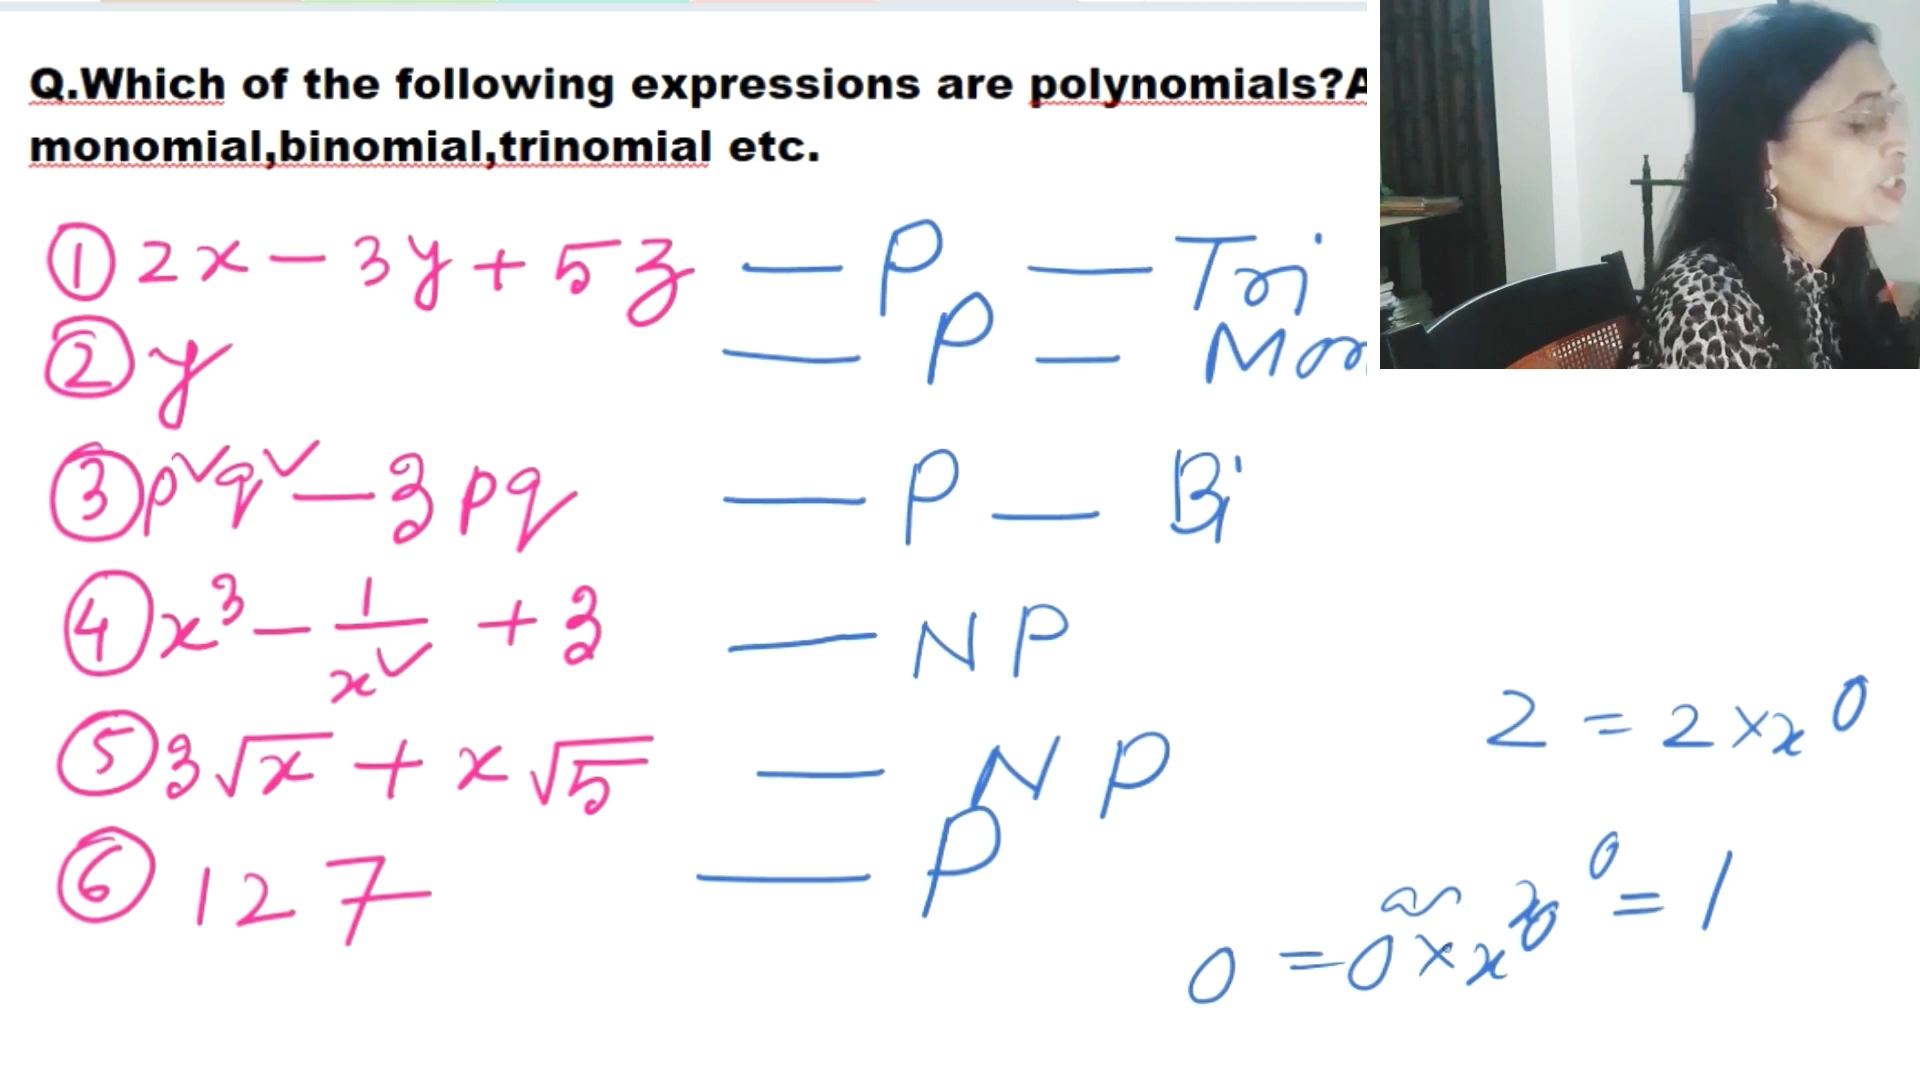 Q.Which of the following expressions are polynomials?A
monomial,binomial,trinomial etc.
① 2x − 3y + 5z — P — Tri
② y — P — Mon
③ p²q² − 3pq — P — Bi
④ x³ − 1/x² + 3 — NP
⑤ 3√x + x√5 — NP
2 = 2 × x⁰
⑥ 127 — P
x⁰ = 1
0 = 0 × x